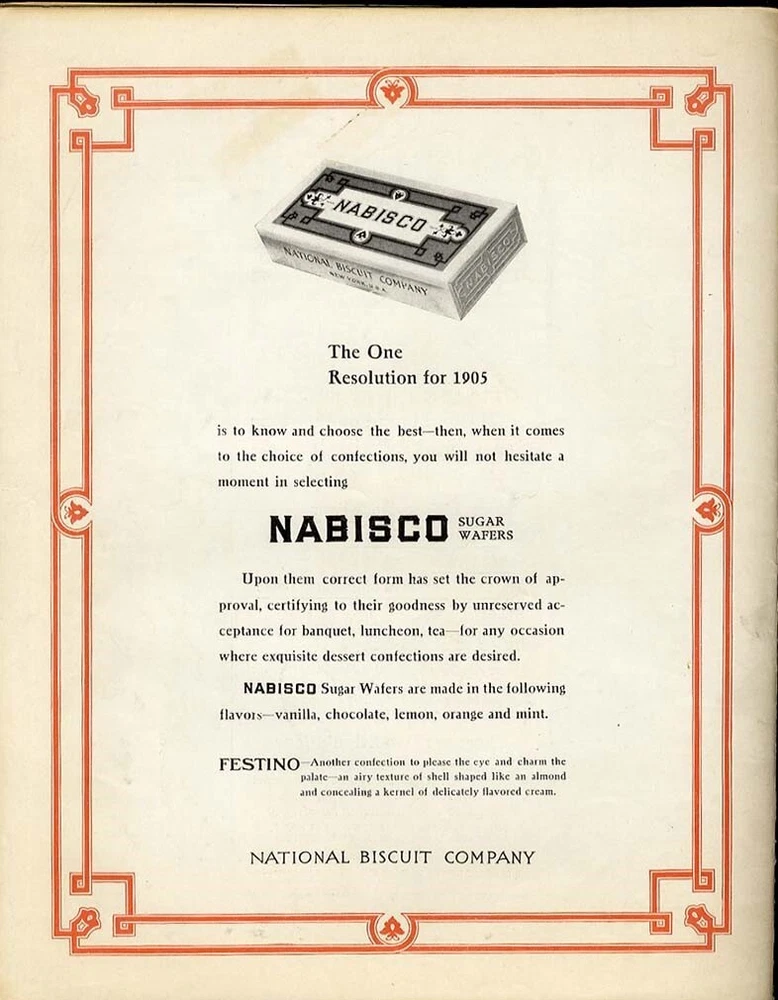 NABISCO
NATIONAL BISCUIT COMPANY
NEW YORK, U.S.A.
NABISCO
The One
Resolution for 1905
is to know and choose the best—then, when it comes
to the choice of confections, you will not hesitate a
moment in selecting
NABISCO SUGAR
WAFERS
Upon them correct form has set the crown of ap-
proval, certifying to their goodness by unreserved ac-
ceptance for banquet, luncheon, tea—for any occasion
where exquisite dessert confections are desired.
NABISCO Sugar Wafers are made in the following
flavors—vanilla, chocolate, lemon, orange and mint.
FESTINO—Another confection to please the eye and charm the
palate—an airy texture of shell shaped like an almond
and concealing a kernel of delicately flavored cream.
NATIONAL BISCUIT COMPANY